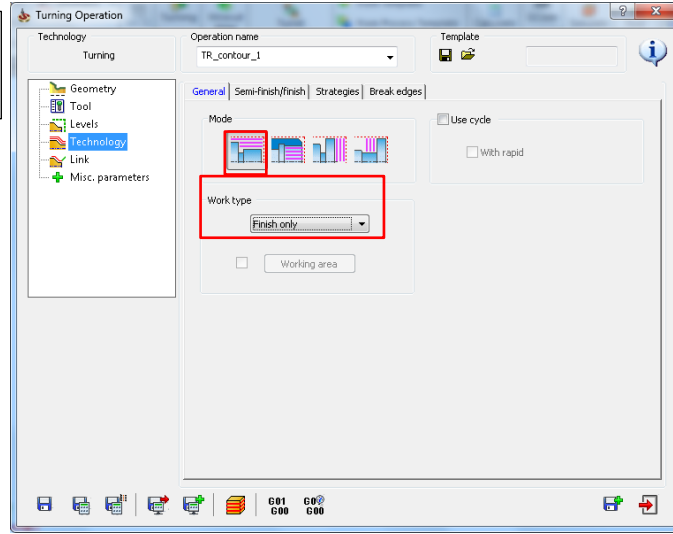 Turning Operation
Technology
Turning
Operation name
TR_contour_1
Template
Geometry
Tool
Levels
Technology
Link
Misc. parameters
General
Semi-finish/finish
Strategies
Break edges
Mode
Use cycle
With rapid
Work type
Finish only
Working area
G01
G00
G0
G00